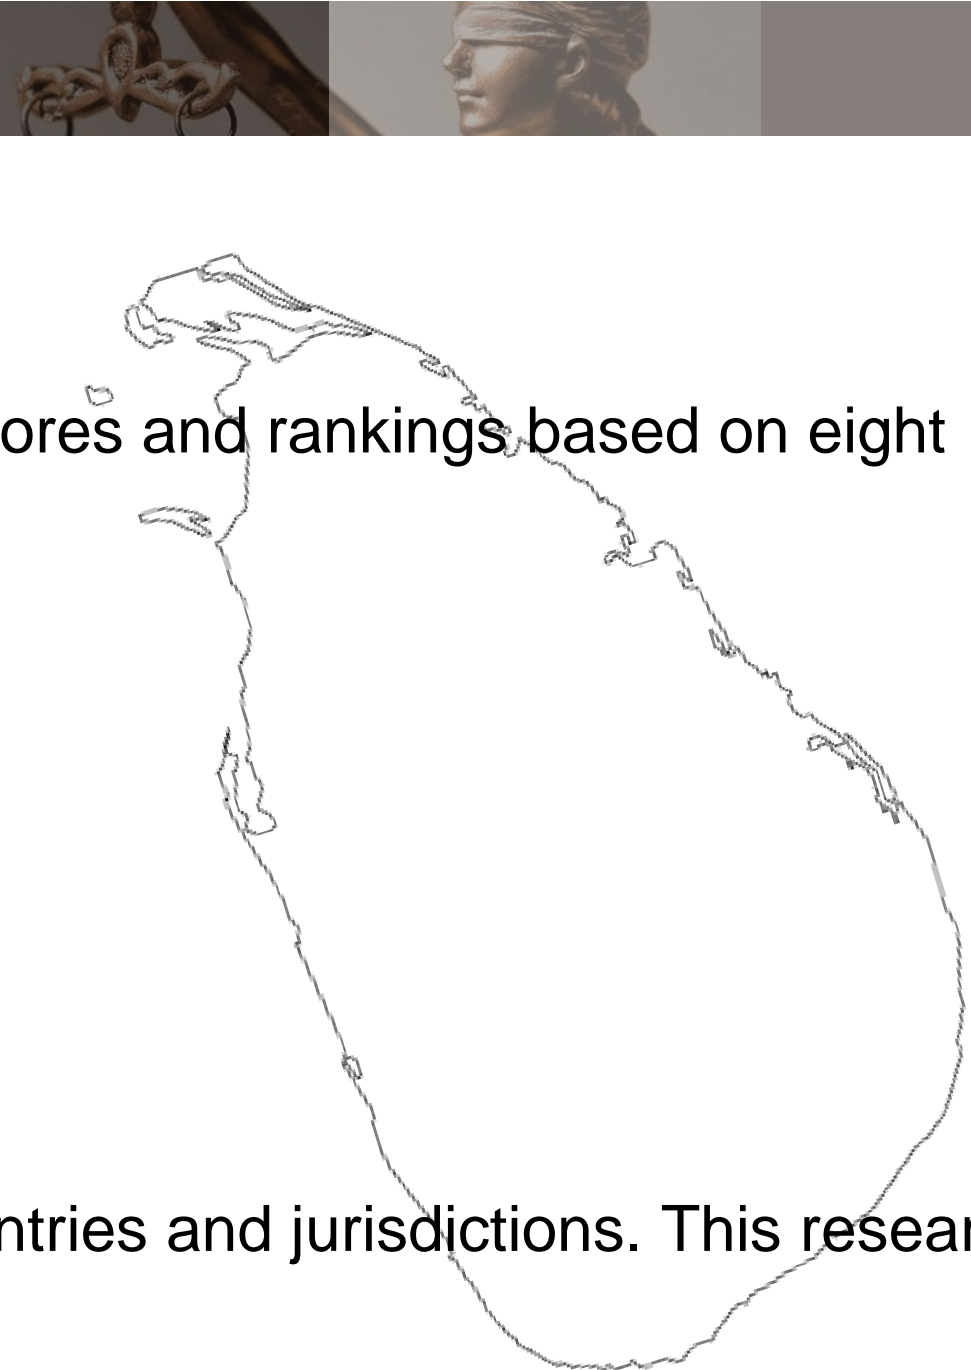 ores and rankings based on eight
ntries and jurisdictions. This resear